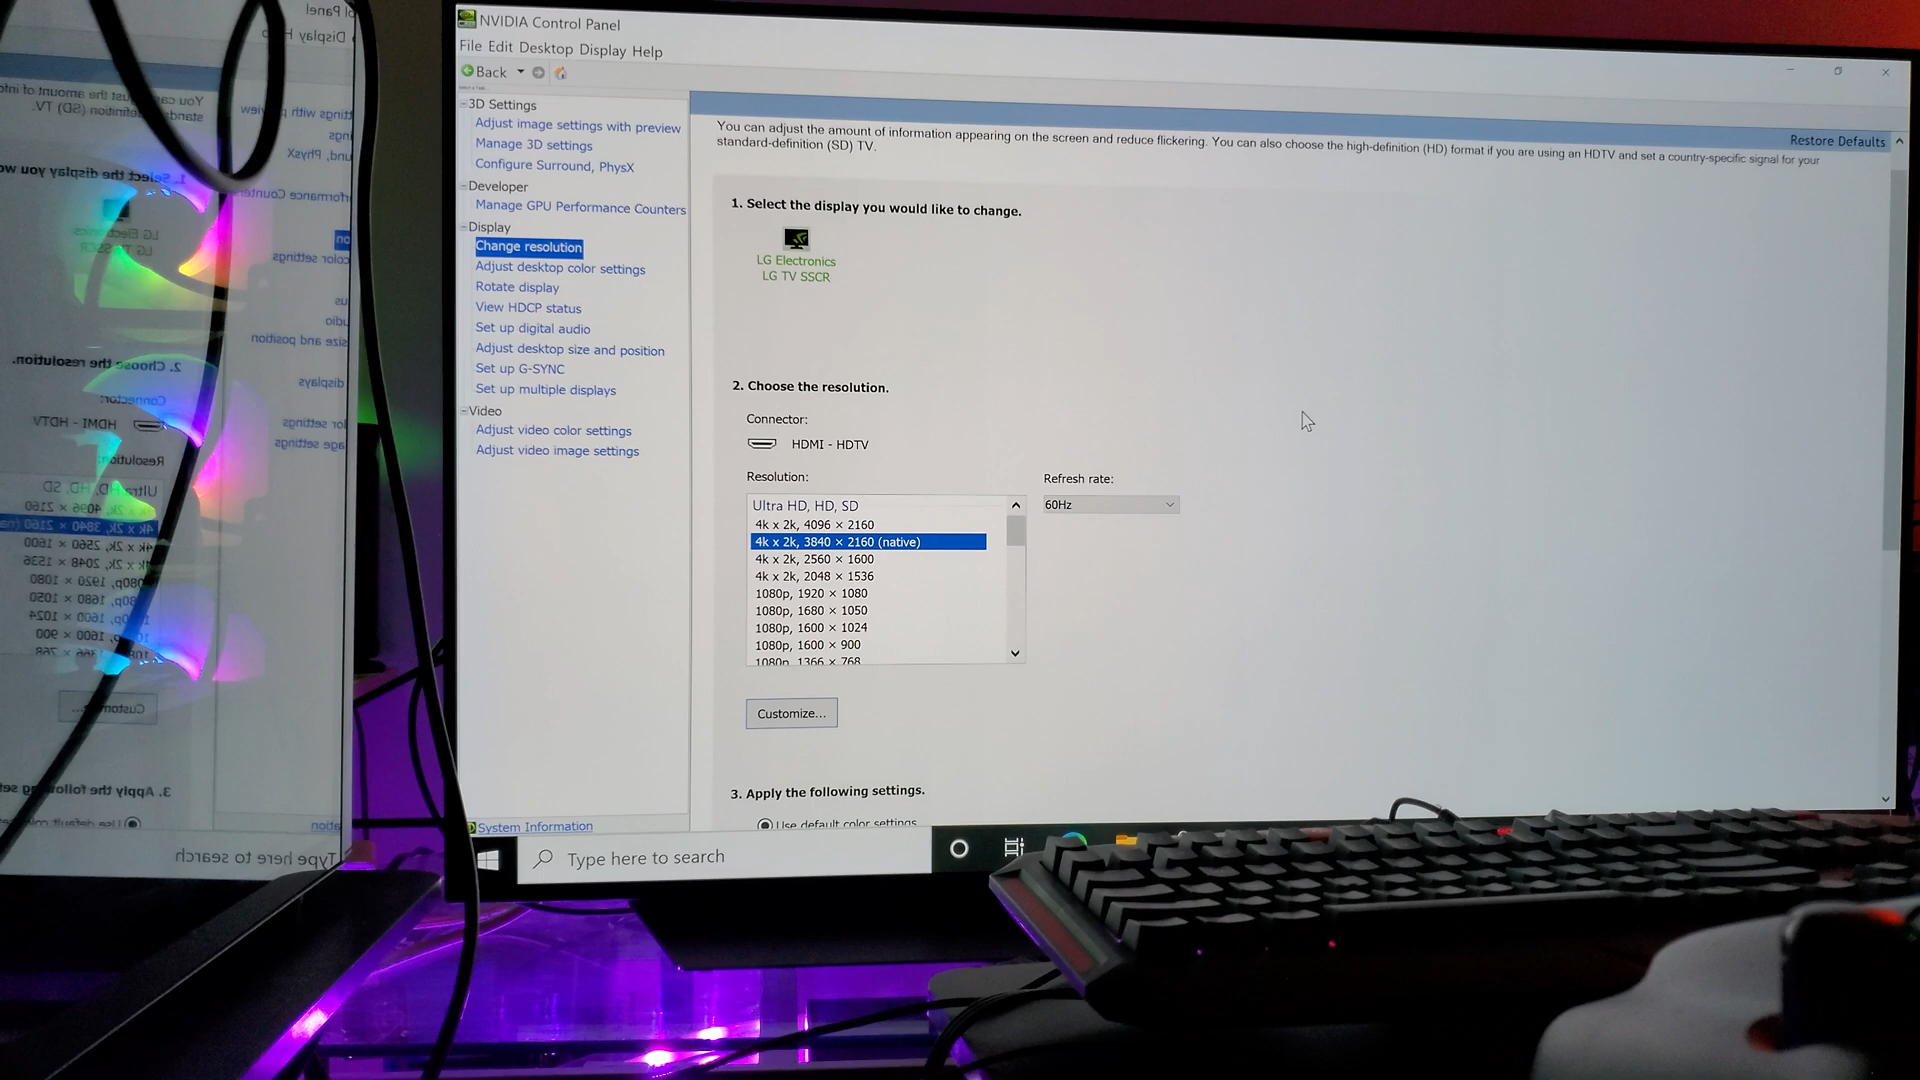 NVIDIA Control Panel
File Edit Desktop Display Help
Back
3D Settings
Adjust image settings with preview
Manage 3D settings
Configure Surround, PhysX
Developer
Manage GPU Performance Counters
Display
Change resolution
Adjust desktop color settings
Rotate display
View HDCP status
Set up digital audio
Adjust desktop size and position
Set up G-SYNC
Set up multiple displays
Video
Adjust video color settings
Adjust video image settings
System Information
Restore Defaults
You can adjust the amount of information appearing on the screen and reduce flickering. You can also choose the high-definition (HD) format if you are using an HDTV and set a country-specific signal for your
standard-definition (SD) TV.
1. Select the display you would like to change.
LG Electronics
LG TV SSCR
2. Choose the resolution.
Connector:
HDMI - HDTV
Resolution:
Refresh rate:
60Hz
Ultra HD, HD, SD
4k x 2k, 4096 × 2160
4k x 2k, 3840 × 2160 (native)
4k x 2k, 2560 × 1600
4k x 2k, 2048 × 1536
1080p, 1920 × 1080
1080p, 1680 × 1050
1080p, 1600 × 1024
1080p, 1600 × 900
1080p, 1366 × 768
Customize...
3. Apply the following settings.
Use default color settings
Type here to search